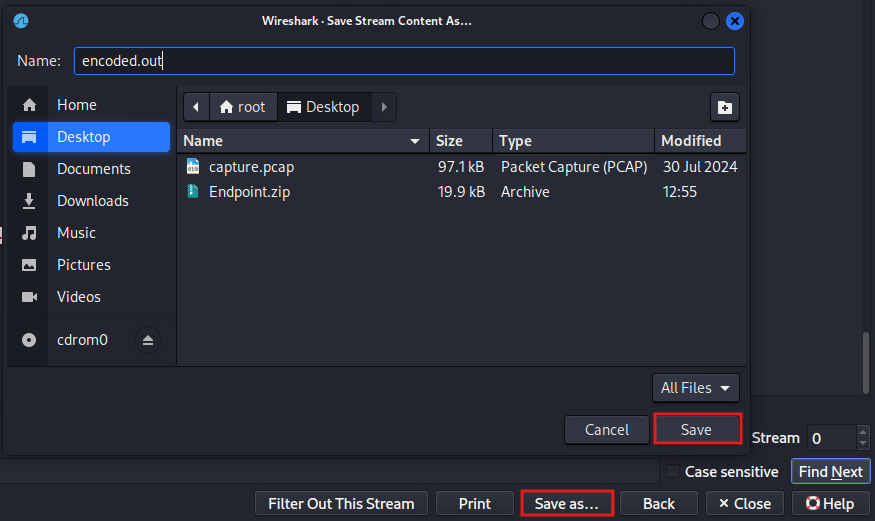 Wireshark · Save Stream Content As...
Name: encoded.out
Home
Desktop
Documents
Downloads
Music
Pictures
Videos
cdrom0
root Desktop
Name Size Type Modified
capture.pcap 97.1 kB Packet Capture (PCAP) 30 Jul 2024
Endpoint.zip 19.9 kB Archive 12:55
All Files
Cancel Save
Stream 0
Case sensitive Find Next
Filter Out This Stream Print Save as... Back Close Help